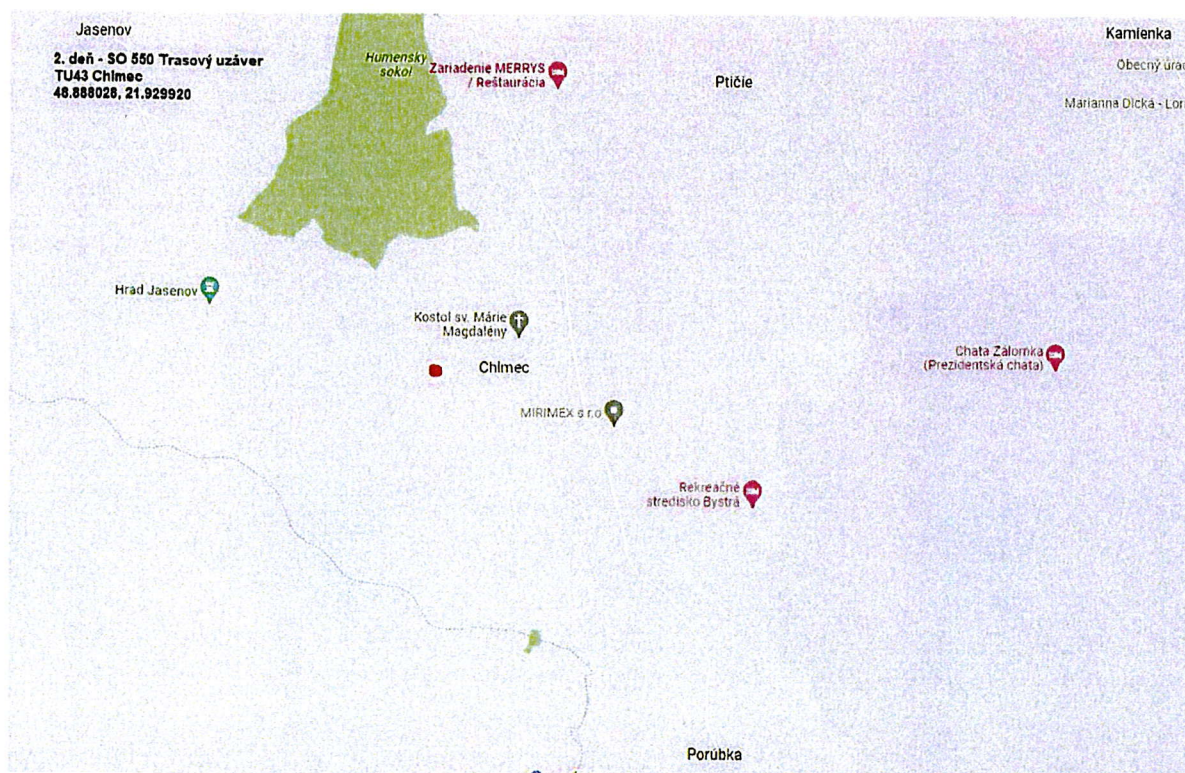 Jasenov
2. deň - SO 550 Trasový uzáver
TU43 Chlmec
48.888028, 21.929920
Humenský
sokol
Zariadenie MERRYS
/ Reštaurácia
Ptičie
Kamienka
Obecný úrad
Marianna Dická - Lori
Hrad Jasenov
Kostol sv. Márie
Magdalény
Chlmec
MIRIMEX s.r.o
Chata Zálomka
(Prezidentská chata)
Rekreačné
stredisko Bystrá
Porúbka